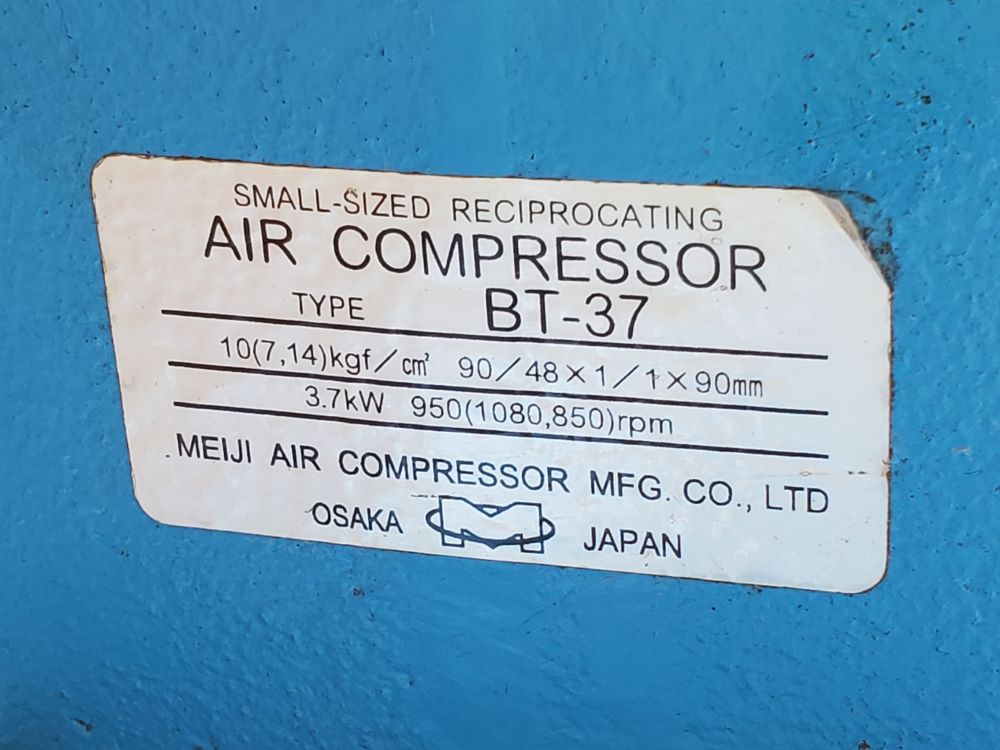 SMALL-SIZED RECIPROCATING
AIR COMPRESSOR
TYPE BT-37
10(7,14)kgf/cm² 90/48×1/1×90mm
3.7kW 950(1080,850)rpm
MEIJI AIR COMPRESSOR MFG. CO., LTD
OSAKA JAPAN